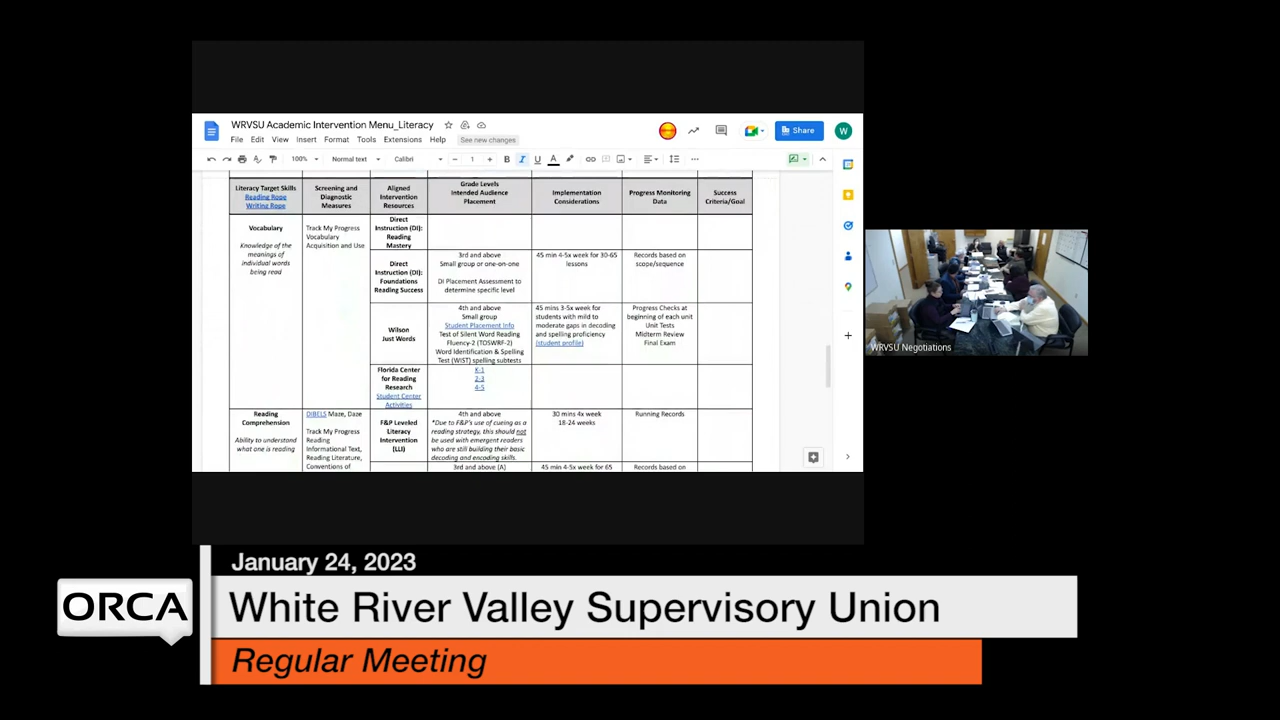 WRVSU Academic Intervention Menu_Literacy
File Edit View Insert Format Tools Extensions Help See new changes
Share
W
100% Normal text Calibri 1 B I U A
Literacy Target Skills
Reading Rope
Writing Rope
Screening and
Diagnostic
Measures
Aligned
Intervention
Resources
Grade Levels
Intended Audience
Placement
Implementation
Considerations
Progress Monitoring
Data
Success
Criteria/Goal
Vocabulary
Knowledge of the
meanings of
individual words
being read
Track My Progress
Vocabulary
Acquisition and Use
Direct
Instruction (DI):
Reading
Mastery
Direct
Instruction (DI):
Foundations
Reading Success
3rd and above
Small group or one-on-one
DI Placement Assessment to
determine specific level
45 min 4-5x week for 30-65
lessons
Records based on
scope/sequence
Wilson
Just Words
4th and above
Small group
Student Placement Info
Test of Silent Word Reading
Fluency-2 (TOSWRF-2)
Word Identification & Spelling
Test (WIST) spelling subtests
45 mins 3-5x week for
students with mild to
moderate gaps in decoding
and spelling proficiency
(student profile)
Progress Checks at
beginning of each unit
Unit Tests
Midterm Review
Final Exam
Florida Center
for Reading
Research
Student Center
Activities
K-1
2-3
4-5
Reading
Comprehension
Ability to understand
what one is reading
DIBELS Maze, Daze
Track My Progress
Reading
Informational Text,
Reading Literature,
Conventions of
F&P Leveled
Literacy
Intervention
(LLI)
4th and above
*Due to F&P's use of cueing as a
reading strategy, this should not
be used with emergent readers
who are still building their basic
decoding and encoding skills.
30 mins 4x week
18-24 weeks
Running Records
3rd and above (A)
45 min 4-5x week for 65
Records based on
WRVSU Negotiations
January 24, 2023
ORCA
White River Valley Supervisory Union
Regular Meeting